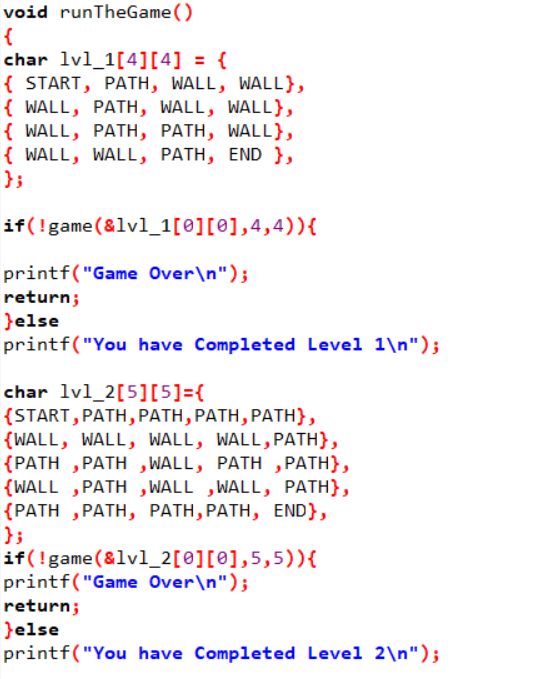 void runTheGame()
{
char lvl_1[4][4] = {
{ START, PATH, WALL, WALL},
{ WALL, PATH, WALL, WALL},
{ WALL, PATH, PATH, WALL},
{ WALL, WALL, PATH, END },
};
if(!game(&lvl_1[0][0],4,4)){
printf("Game Over\n");
return;
}else
printf("You have Completed Level 1\n");
char lvl_2[5][5]={
{START,PATH,PATH,PATH,PATH},
{WALL, WALL, WALL, WALL,PATH},
{PATH ,PATH ,WALL, PATH ,PATH},
{WALL ,PATH ,WALL ,WALL, PATH},
{PATH ,PATH, PATH,PATH, END},
};
if(!game(&lvl_2[0][0],5,5)){
printf("Game Over\n");
return;
}else
printf("You have Completed Level 2\n");